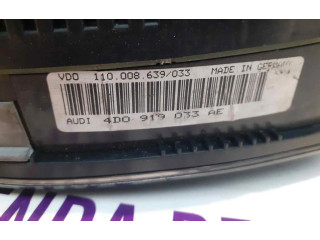 VDO 110.008.639/033 MADE IN GERMANY
AUDI 4D0 919 033 AE